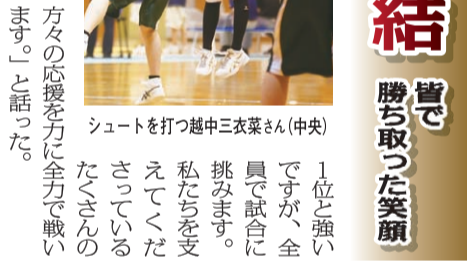 結
皆で
勝ち取った笑顔
シュートを打つ越中三衣菜さん(中央)
1位と強い
ですが、全
員で試合に
挑みます。
私たちを支
えてくだ
さっている
たくさんの
方々の応援を力に全力で戦い
ます。」と話った。